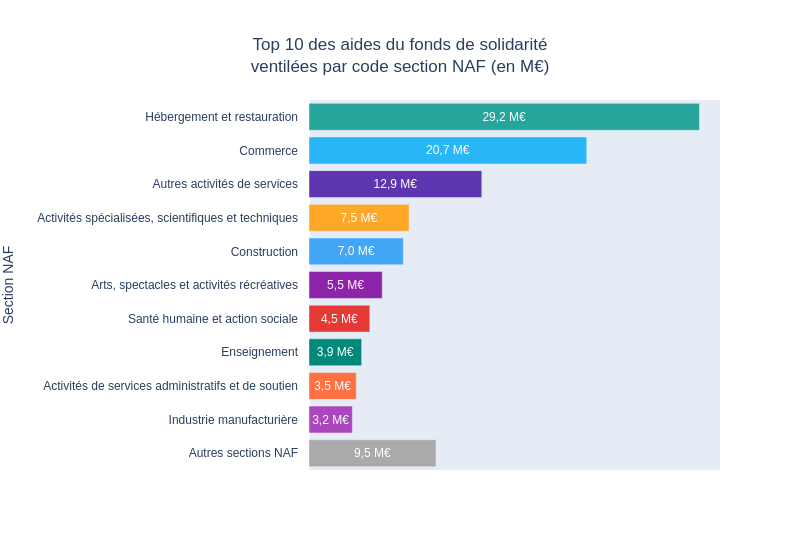 Top 10 des aides du fonds de solidarité
ventilées par code section NAF (en M€)
Section NAF
Hébergement et restauration 29,2 M€
Commerce 20,7 M€
Autres activités de services 12,9 M€
Activités spécialisées, scientifiques et techniques 7,5 M€
Construction 7,0 M€
Arts, spectacles et activités récréatives 5,5 M€
Santé humaine et action sociale 4,5 M€
Enseignement 3,9 M€
Activités de services administratifs et de soutien 3,5 M€
Industrie manufacturière 3,2 M€
Autres sections NAF 9,5 M€